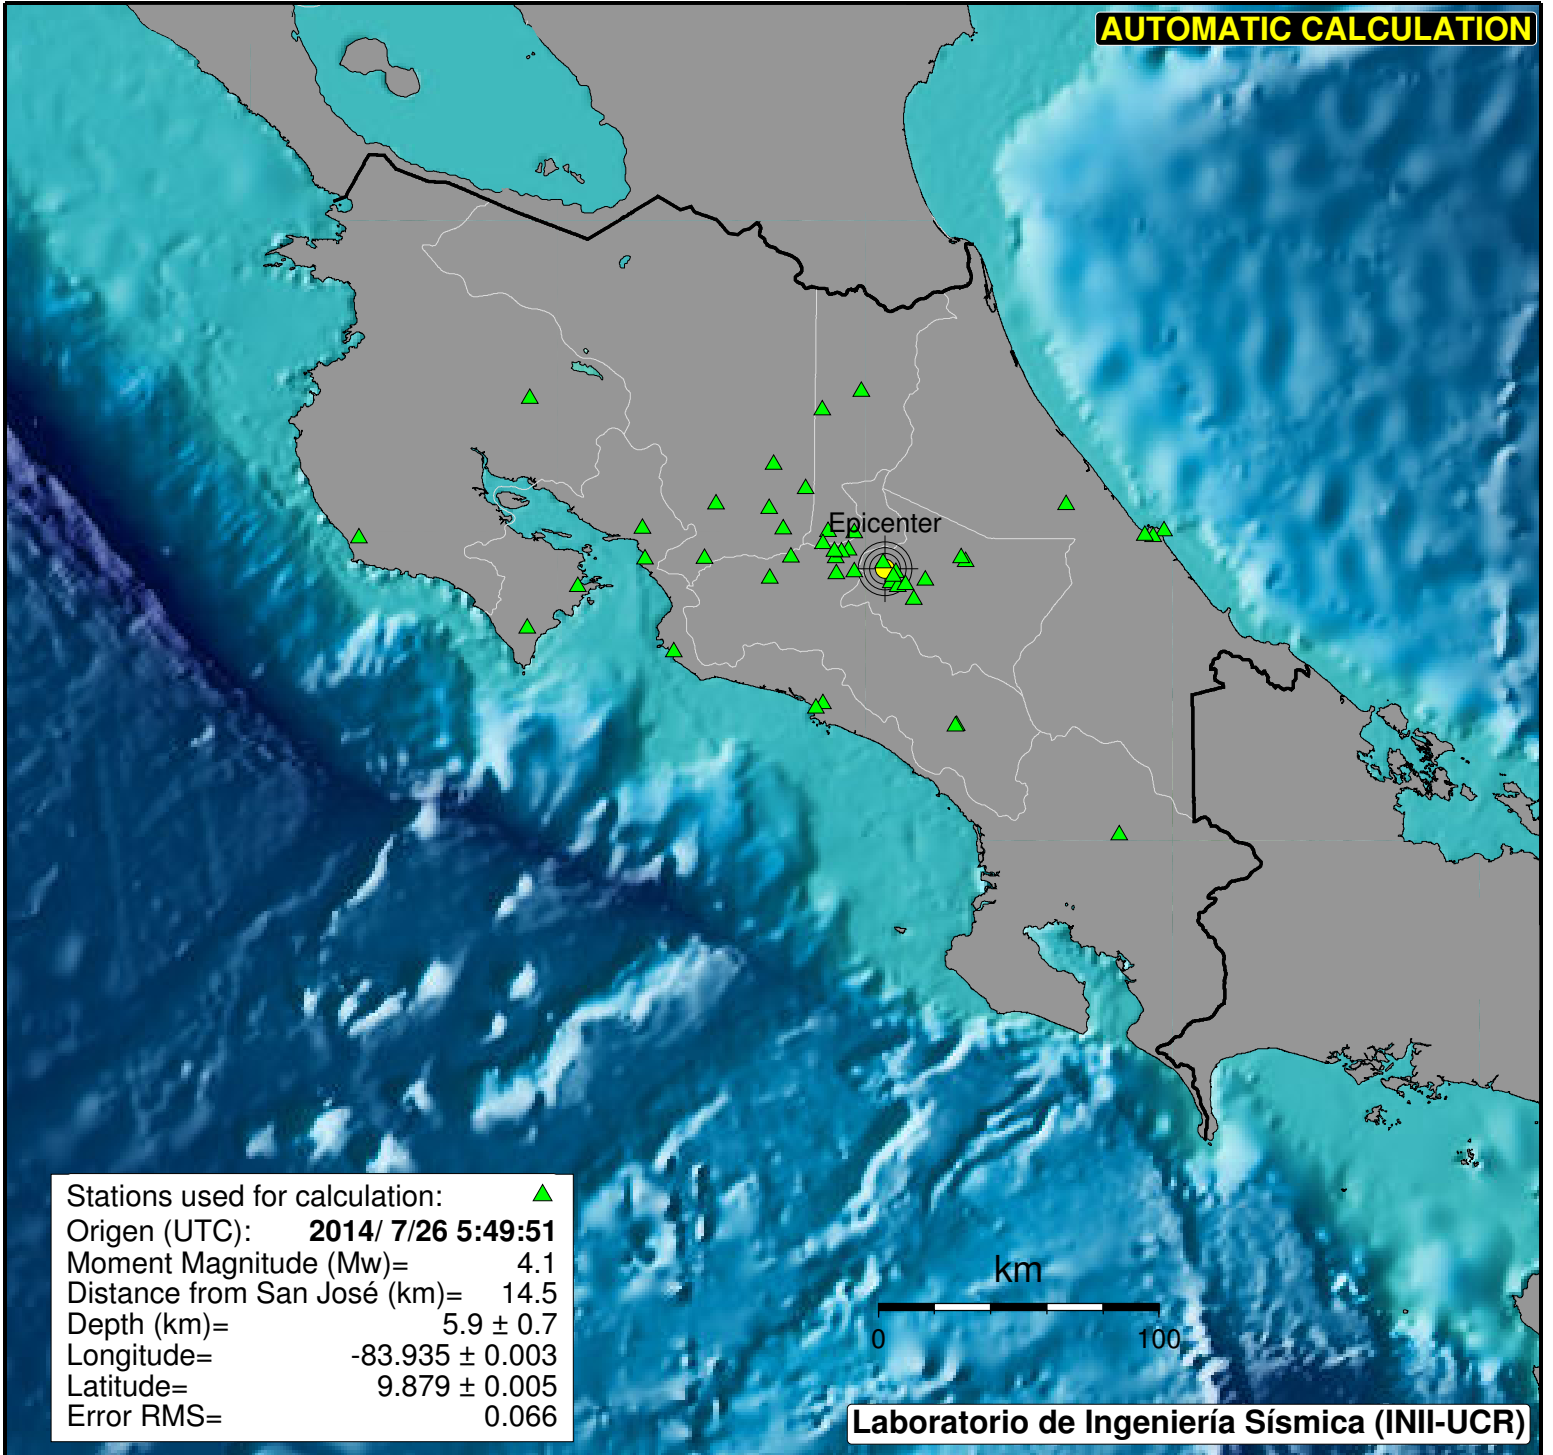 AUTOMATIC CALCULATION
Epicenter
Stations used for calculation:
Origen (UTC): 2014/ 7/26 5:49:51
Moment Magnitude (Mw)= 4.1
Distance from San José (km)= 14.5
Depth (km)= 5.9 ± 0.7
Longitude= -83.935 ± 0.003
Latitude= 9.879 ± 0.005
Error RMS= 0.066
km
0 100
Laboratorio de Ingeniería Sísmica (INII-UCR)